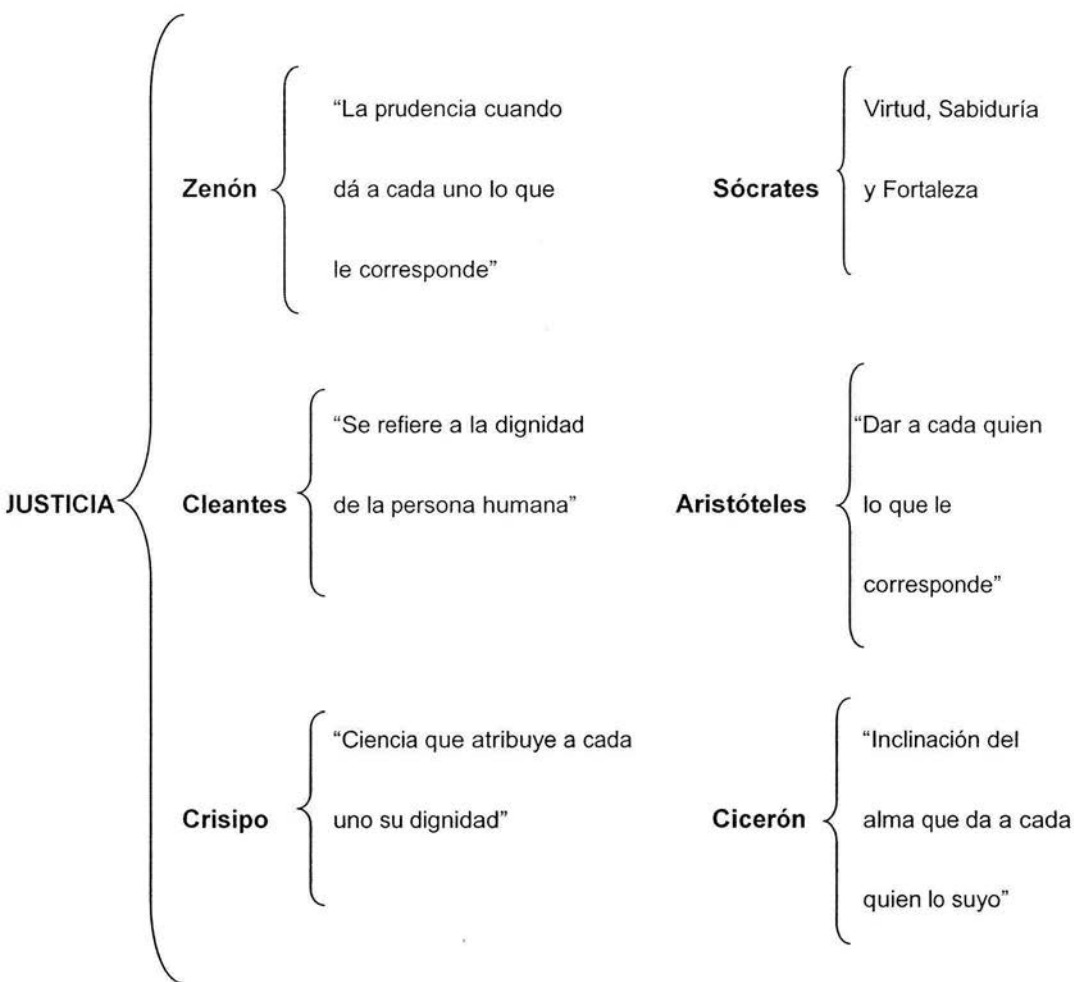 JUSTICIA
Zenón
“La prudencia cuando
dá a cada uno lo que
le corresponde”
Sócrates
Virtud, Sabiduría
y Fortaleza
Cleantes
“Se refiere a la dignidad
de la persona humana”
Aristóteles
“Dar a cada quien
lo que le
corresponde”
Crisipo
“Ciencia que atribuye a cada
uno su dignidad”
Cicerón
“Inclinación del
alma que da a cada
quien lo suyo”